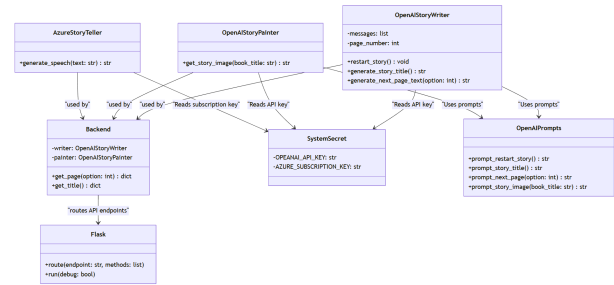 AzureStoryTeller
+generate_speech(text: str) : str
OpenAIStoryPainter
+get_story_image(book_title: str) : str
OpenAIStoryWriter
-messages: list
-page_number: int
+restart_story() : void
+generate_story_title() : str
+generate_next_page_text(option: int) : str
"used by"
"used by"
"used by"
"Reads subscription key"
"Reads API key"
"Reads API key"
"Uses prompts"
"Uses prompts"
Backend
-writer: OpenAIStoryWriter
-painter: OpenAIStoryPainter
+get_page(option: int) : dict
+get_title() : dict
SystemSecret
-OPEANAI_API_KEY: str
-AZURE_SUBSCRIPTION_KEY: str
OpenAIPrompts
+prompt_restart_story() : str
+prompt_story_title() : str
+prompt_next_page(option: int) : str
+prompt_story_image(book_title: str) : str
"routes API endpoints"
Flask
+route(endpoint: str, methods: list)
+run(debug: bool)